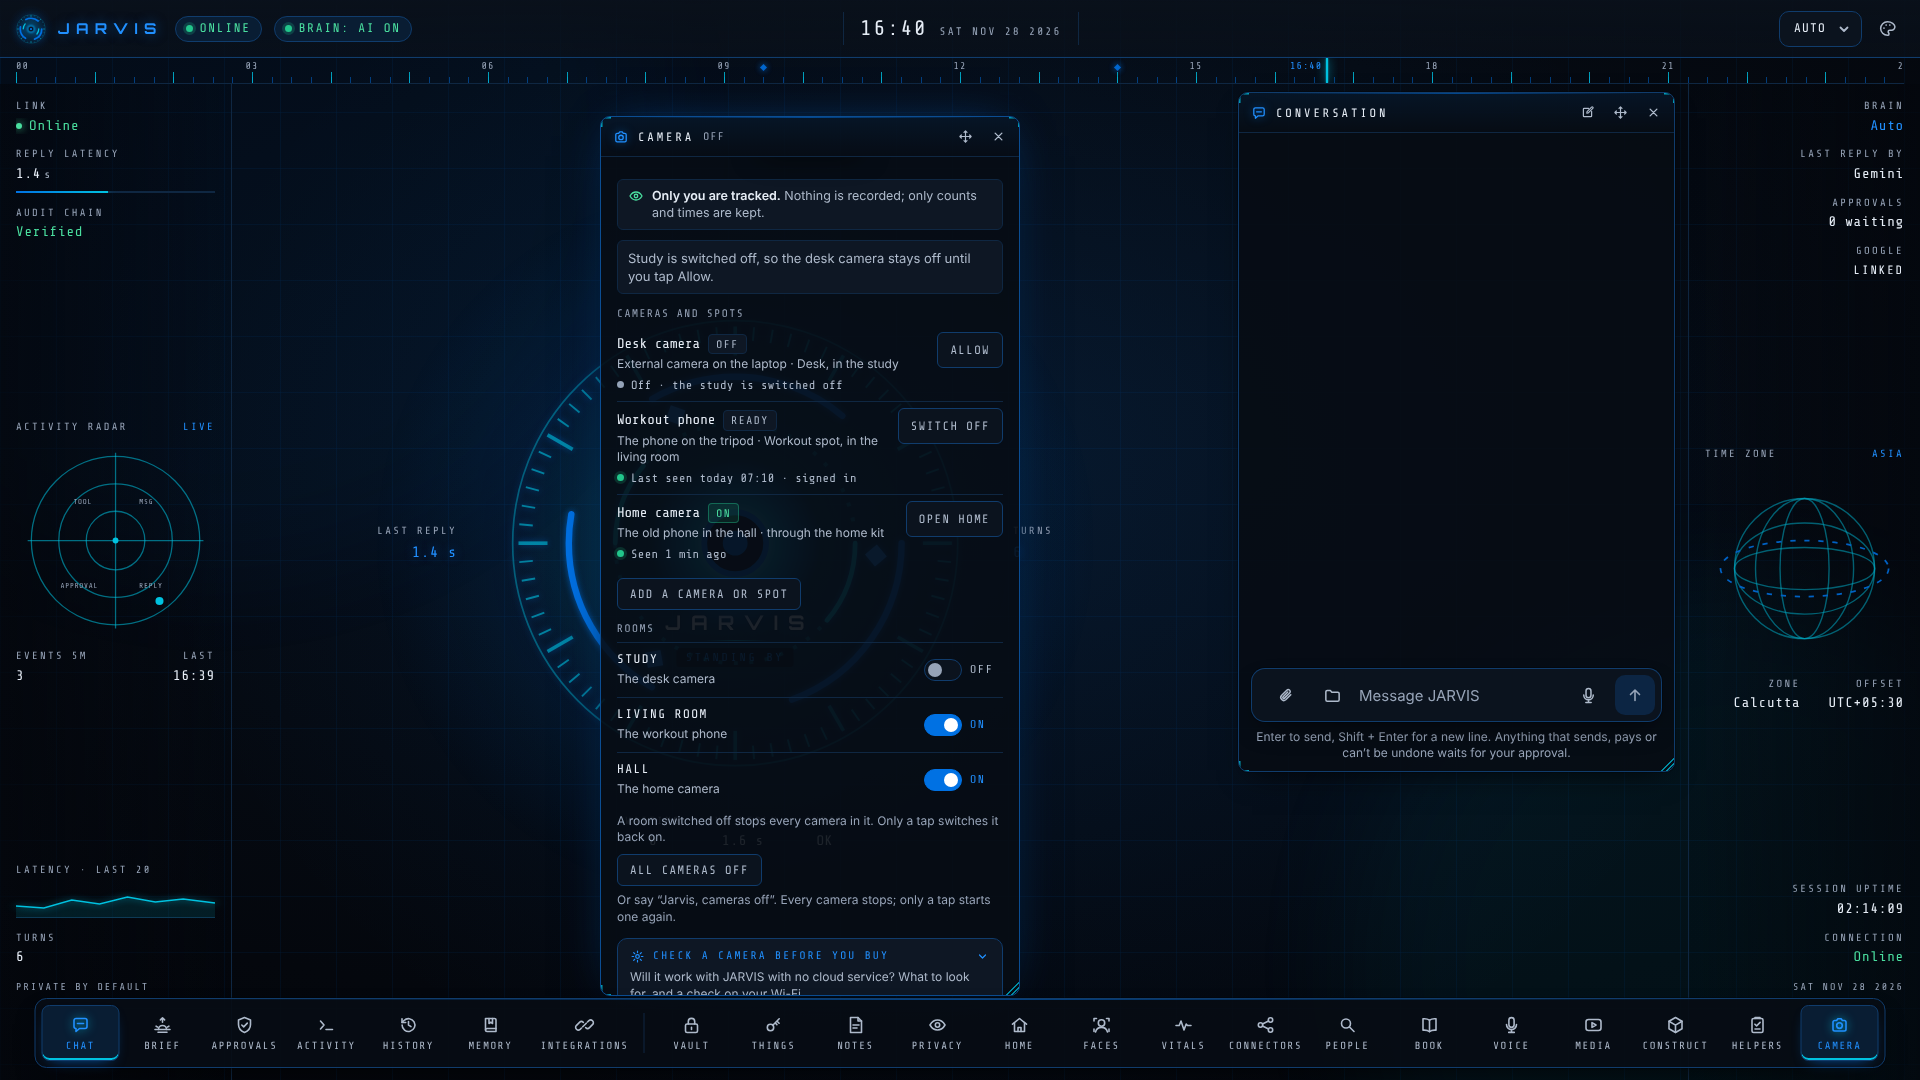 JARVIS
ONLINE
BRAIN: AI ON
16:40 SAT NOV 28 2026
AUTO
00 03 06 09 12 15 16:40 18 21 2
LINK
Online
REPLY LATENCY
1.4 s
AUDIT CHAIN
Verified
ACTIVITY RADAR LIVE
TOOL MSG
APPROVAL REPLY
EVENTS 5M LAST
3 16:39
LATENCY · LAST 20
TURNS
6
PRIVATE BY DEFAULT
LAST REPLY
1.4 s
CAMERA OFF
Only you are tracked. Nothing is recorded; only counts
and times are kept.
Study is switched off, so the desk camera stays off until
you tap Allow.
CAMERAS AND SPOTS
Desk camera OFF
ALLOW
External camera on the laptop · Desk, in the study
Off · the study is switched off
Workout phone READY
SWITCH OFF
The phone on the tripod · Workout spot, in the
living room
Last seen today 07:10 · signed in
Home camera ON
OPEN HOME
The old phone in the hall · through the home kit
Seen 1 min ago
ADD A CAMERA OR SPOT
JARVIS
ROOMS
STUDY
The desk camera
OFF
LIVING ROOM
The workout phone
ON
HALL
The home camera
ON
A room switched off stops every camera in it. Only a tap switches it
back on.
1.6 s OK
ALL CAMERAS OFF
Or say “Jarvis, cameras off”. Every camera stops; only a tap starts
one again.
CHECK A CAMERA BEFORE YOU BUY
Will it work with JARVIS with no cloud service? What to look
for, and a check on your Wi-Fi
URNS
CONVERSATION
Message JARVIS
Enter to send, Shift + Enter for a new line. Anything that sends, pays or
can’t be undone waits for your approval.
BRAIN
Auto
LAST REPLY BY
Gemini
APPROVALS
0 waiting
GOOGLE
LINKED
TIME ZONE ASIA
ZONE OFFSET
Calcutta UTC+05:30
SESSION UPTIME
02:14:09
CONNECTION
Online
SAT NOV 28 2026
CHAT BRIEF APPROVALS ACTIVITY HISTORY MEMORY INTEGRATIONS VAULT THINGS NOTES PRIVACY HOME FACES VITALS CONNECTORS PEOPLE BOOK VOICE MEDIA CONSTRUCT HELPERS CAMERA